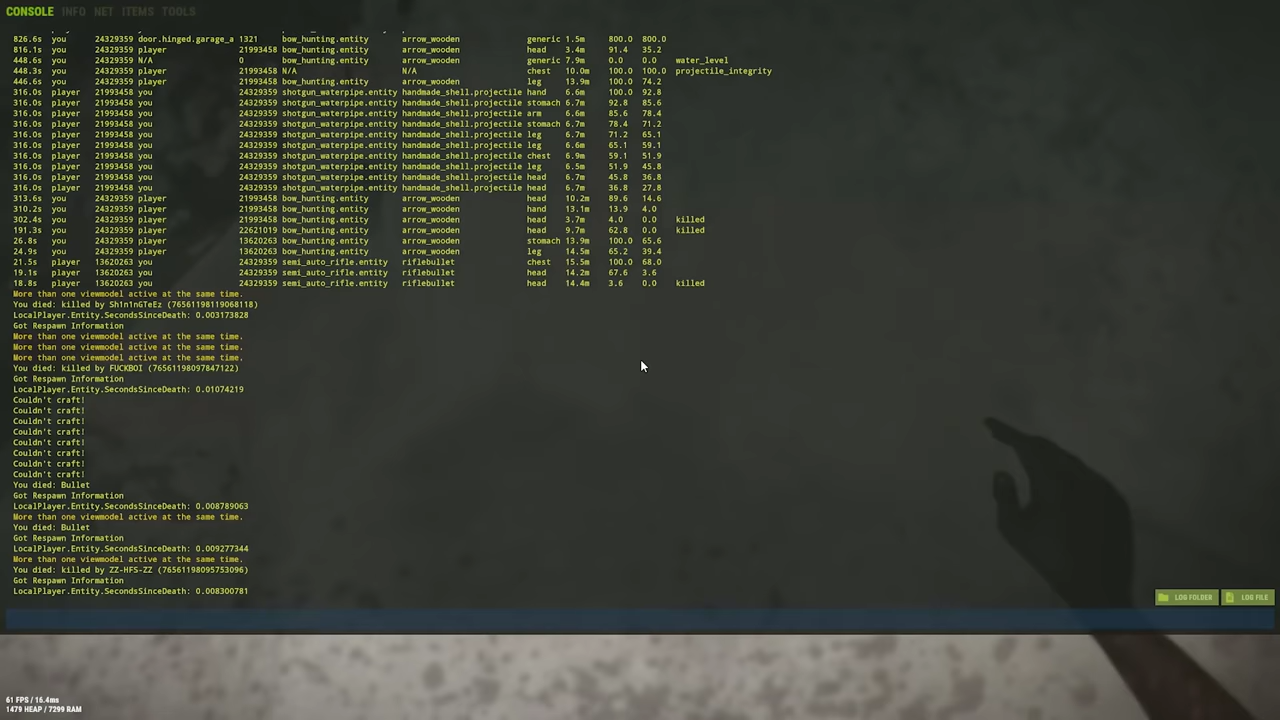 CONSOLE INFO NET ITEMS TOOLS
826.6s you 24329359 door.hinged.garage_a 1321 bow_hunting.entity arrow_wooden generic 1.5m 800.0 800.0
816.1s you 24329359 player 21993458 bow_hunting.entity arrow_wooden head 3.4m 91.4 35.2
448.6s you 24329359 N/A 0 bow_hunting.entity arrow_wooden generic 7.9m 0.0 0.0 water_level
448.3s you 24329359 player 21993458 N/A N/A chest 10.0m 100.0 100.0 projectile_integrity
446.6s you 24329359 player 21993458 bow_hunting.entity arrow_wooden leg 13.9m 100.0 74.2
316.0s player 21993458 you 24329359 shotgun_waterpipe.entity handmade_shell.projectile hand 6.6m 100.0 92.8
316.0s player 21993458 you 24329359 shotgun_waterpipe.entity handmade_shell.projectile stomach 6.7m 92.8 85.6
316.0s player 21993458 you 24329359 shotgun_waterpipe.entity handmade_shell.projectile arm 6.6m 85.6 78.4
316.0s player 21993458 you 24329359 shotgun_waterpipe.entity handmade_shell.projectile stomach 6.7m 78.4 71.2
316.0s player 21993458 you 24329359 shotgun_waterpipe.entity handmade_shell.projectile leg 6.7m 71.2 65.1
316.0s player 21993458 you 24329359 shotgun_waterpipe.entity handmade_shell.projectile leg 6.6m 65.1 59.1
316.0s player 21993458 you 24329359 shotgun_waterpipe.entity handmade_shell.projectile chest 6.9m 59.1 51.9
316.0s player 21993458 you 24329359 shotgun_waterpipe.entity handmade_shell.projectile leg 6.5m 51.9 45.8
316.0s player 21993458 you 24329359 shotgun_waterpipe.entity handmade_shell.projectile head 6.7m 45.8 36.8
316.0s player 21993458 you 24329359 shotgun_waterpipe.entity handmade_shell.projectile head 6.7m 36.8 27.8
313.6s you 24329359 player 21993458 bow_hunting.entity arrow_wooden head 10.2m 89.6 14.6
310.2s you 24329359 player 21993458 bow_hunting.entity arrow_wooden hand 13.1m 13.9 4.0
302.4s you 24329359 player 21993458 bow_hunting.entity arrow_wooden head 3.7m 4.0 0.0 killed
191.3s you 24329359 player 22621019 bow_hunting.entity arrow_wooden head 9.7m 62.8 0.0 killed
26.8s you 24329359 player 13620263 bow_hunting.entity arrow_wooden stomach 13.9m 100.0 65.6
24.9s you 24329359 player 13620263 bow_hunting.entity arrow_wooden leg 14.5m 65.2 39.4
21.5s player 13620263 you 24329359 semi_auto_rifle.entity riflebullet chest 15.5m 100.0 68.0
19.1s player 13620263 you 24329359 semi_auto_rifle.entity riflebullet head 14.2m 67.6 3.6
18.8s player 13620263 you 24329359 semi_auto_rifle.entity riflebullet head 14.4m 3.6 0.0 killed
More than one viewmodel active at the same time.
You died: killed by Sh1n1nGTeEz (76561198119068118)
LocalPlayer.Entity.SecondsSinceDeath: 0.003173828
Got Respawn Information
More than one viewmodel active at the same time.
More than one viewmodel active at the same time.
More than one viewmodel active at the same time.
You died: killed by FUCKBOI (76561198097847122)
Got Respawn Information
LocalPlayer.Entity.SecondsSinceDeath: 0.01074219
Couldn't craft!
Couldn't craft!
Couldn't craft!
Couldn't craft!
Couldn't craft!
Couldn't craft!
Couldn't craft!
Couldn't craft!
You died: Bullet
Got Respawn Information
LocalPlayer.Entity.SecondsSinceDeath: 0.008789063
More than one viewmodel active at the same time.
You died: Bullet
Got Respawn Information
LocalPlayer.Entity.SecondsSinceDeath: 0.009277344
More than one viewmodel active at the same time.
You died: killed by ZZ-HFS-ZZ (76561198095753096)
Got Respawn Information
LocalPlayer.Entity.SecondsSinceDeath: 0.008300781
LOG FOLDER LOG FILE
61 FPS / 16.4ms
1479 HEAP / 7299 RAM